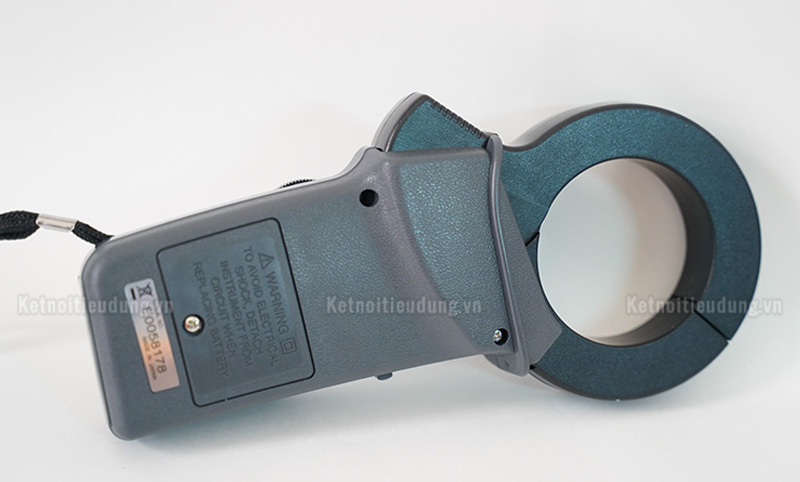 ⚠ WARNING
TO AVOID ELECTRICAL
SHOCK, DETACH
INSTRUMENT FROM
CIRCUIT WHEN
REPLACING BATTERY
E0058178
MADE IN JAPAN
Ketnoitieudung.vn
Ketnoitieudung.vn
Ketnoitieudung.vn